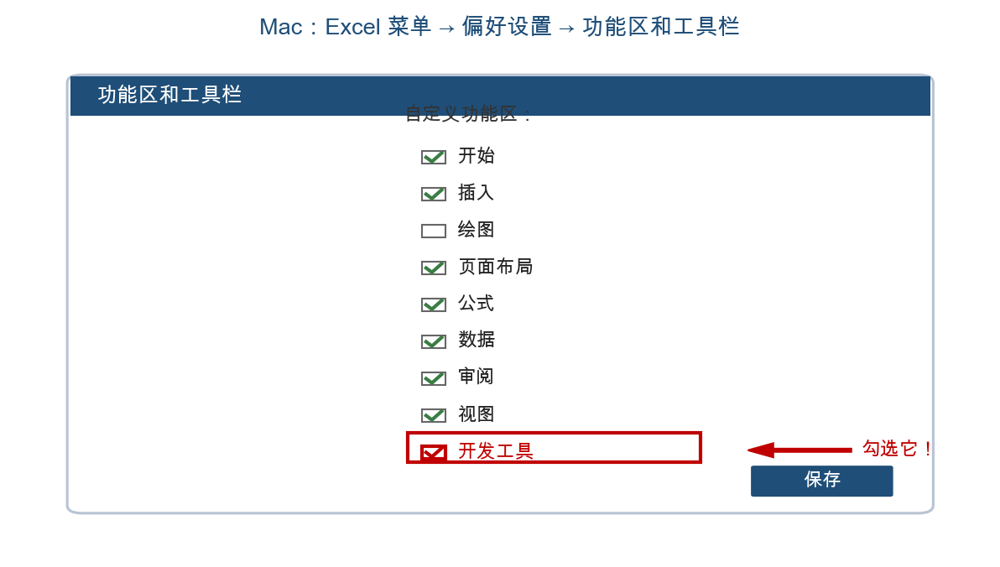 Mac：Excel 菜单 → 偏好设置 → 功能区和工具栏
功能区和工具栏
自定义功能区：
开始
插入
绘图
页面布局
公式
数据
审阅
视图
开发工具
勾选它！
保存